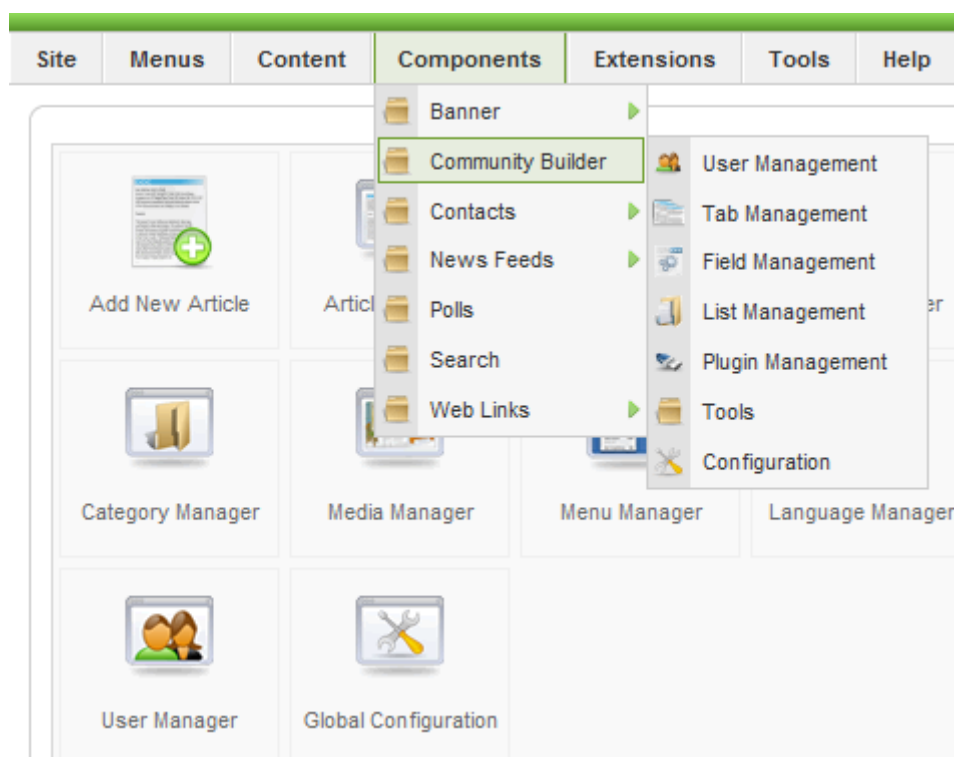 Site Menus Content Components Extensions Tools Help
Banner
Community Builder
Contacts
News Feeds
Polls
Search
Web Links
User Management
Tab Management
Field Management
List Management
Plugin Management
Tools
Configuration
Add New Article
Category Manager
Media Manager
Menu Manager
Language Manager
User Manager
Global Configuration